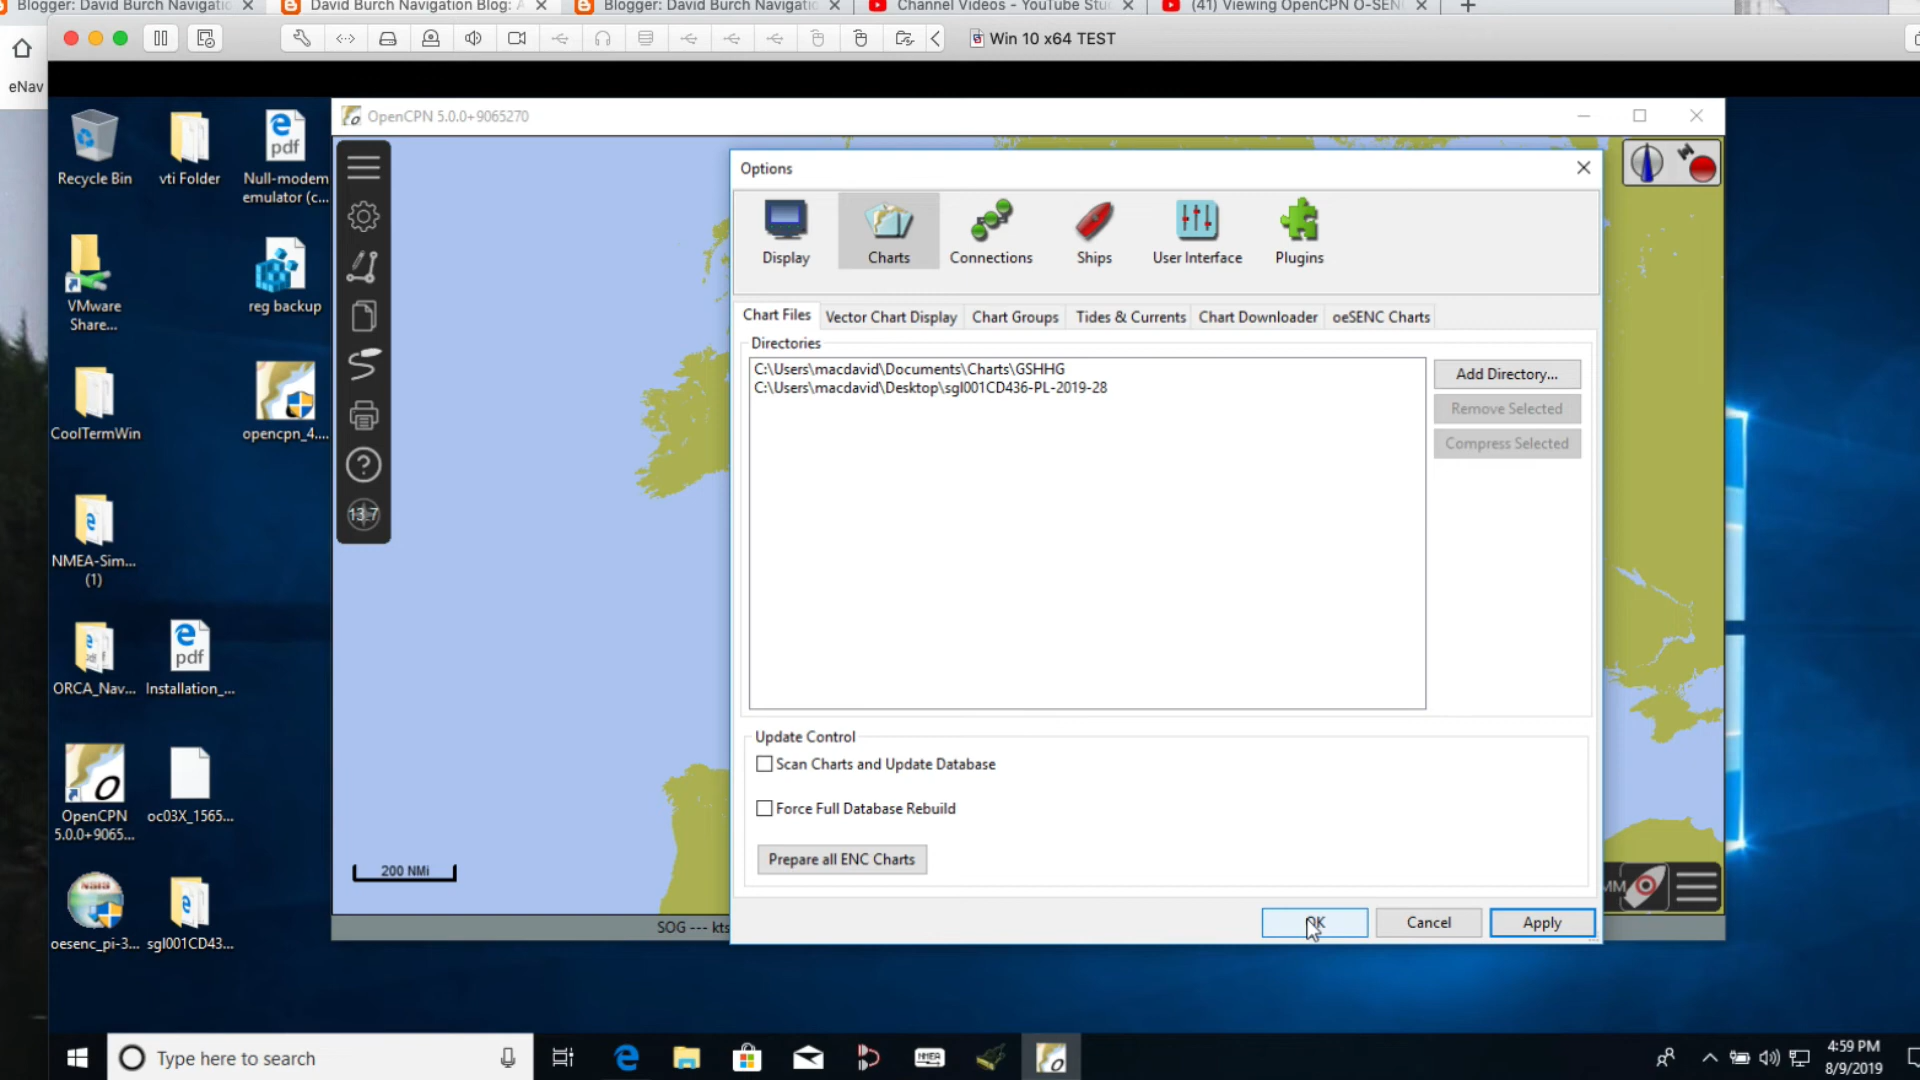 Blogger: David Burch Navigatio
David Burch Navigation Blog: A
Blogger: David Burch Navigatio
Channel Videos - YouTube Stu
(41) Viewing OpenCPN O-SEN
Win 10 x64 TEST
eNav
Recycle Bin
vti Folder
Null-modem
emulator (c...
VMware
Share...
reg backup
CoolTermWin
opencpn_4....
NMEA-Sim...
(1)
ORCA_Nav...
Installation_...
OpenCPN
5.0.0+9065...
oc03X_1565...
oesenc_pi-3...
sgl001CD43...
pdf
pdf
OpenCPN 5.0.0+9065270
13.7
200 NMi
SOG --- kts
Options
Display
Charts
Connections
Ships
User Interface
Plugins
Chart Files
Vector Chart Display
Chart Groups
Tides & Currents
Chart Downloader
oeSENC Charts
Directories
C:\Users\macdavid\Documents\Charts\GSHHG
C:\Users\macdavid\Desktop\sgl001CD436-PL-2019-28
Add Directory...
Remove Selected
Compress Selected
Update Control
Scan Charts and Update Database
Force Full Database Rebuild
Prepare all ENC Charts
OK
Cancel
Apply
MM
Type here to search
NMEA
4:59 PM
8/9/2019